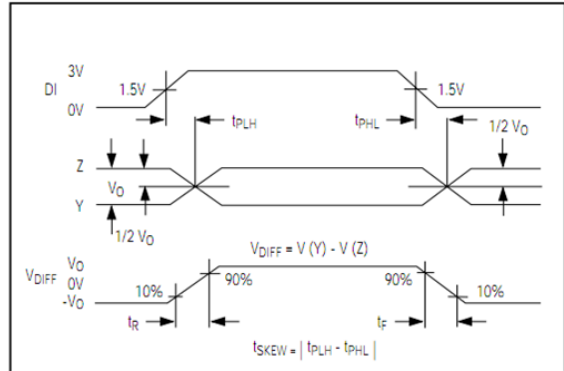 3V
DI
1.5V
1.5V
0V
tPLH
tPHL
1/2 VO
Z
VO
Y
1/2 VO
VDIFF = V (Y) - V (Z)
VO
VDIFF 0V
-VO
10%
90%
90%
10%
tR
tF
tSKEW = | tPLH - tPHL |